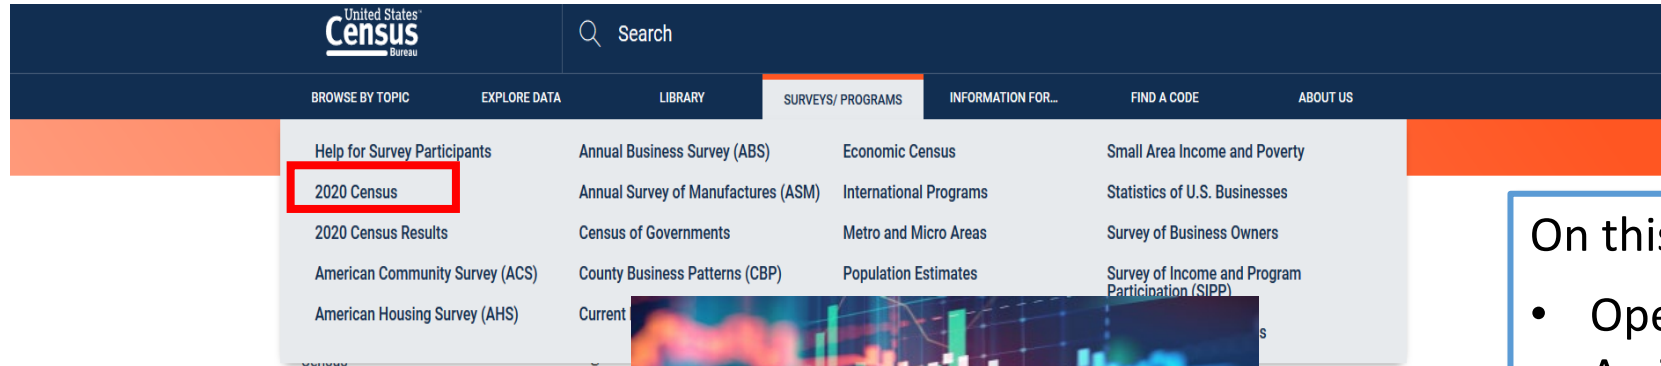 United States™
Census
Bureau
Search
BROWSE BY TOPIC
EXPLORE DATA
LIBRARY
SURVEYS/ PROGRAMS
INFORMATION FOR...
FIND A CODE
ABOUT US
Help for Survey Participants
2020 Census
2020 Census Results
American Community Survey (ACS)
American Housing Survey (AHS)
Annual Business Survey (ABS)
Annual Survey of Manufactures (ASM)
Census of Governments
County Business Patterns (CBP)
Current
Economic Census
International Programs
Metro and Micro Areas
Population Estimates
Small Area Income and Poverty
Statistics of U.S. Businesses
Survey of Business Owners
Survey of Income and Program
Participation (SIPP)
s
On this
• Ope